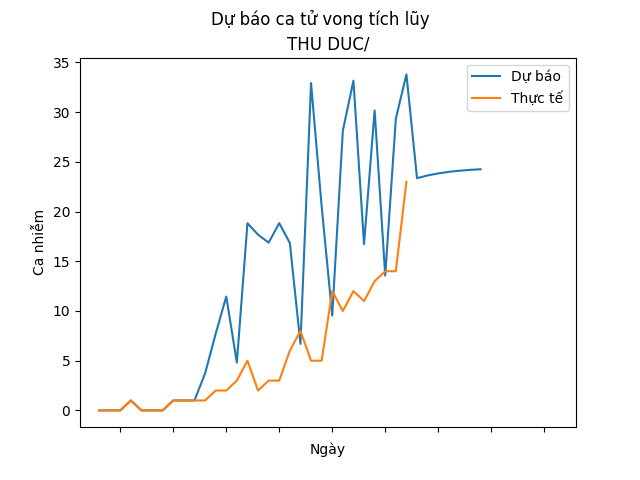 Dự báo ca tử vong tích lũy
THU DUC/
Dự báo
Thực tế
35
30
25
20
15
10
5
0
Ca nhiễm
Ngày